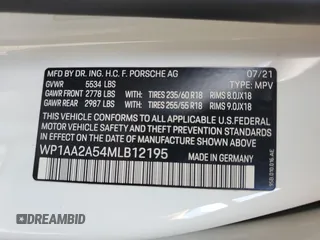 MFD BY DR. ING. H.C. F. PORSCHE AG 07/21
GVWR 5534 LBS TYPE: MPV
GAWR FRONT 2778 LBS WITH: TIRES 235/60 R18 RIMS 8.0JX18
GAWR REAR 2987 LBS WITH: TIRES 255/55 R18 RIMS 9.0JX18
THIS VEHICLE CONFORMS TO ALL APPLICABLE U.S.FEDERAL
MOTOR VEHICLE SAFETY, BUMPER, AND THEFT PREVENTION STANDARDS
IN EFFECT ON THE DATE OF MANUFACTURE SHOWN ABOVE.
WP1AA2A54MLB12195
DREAMBID